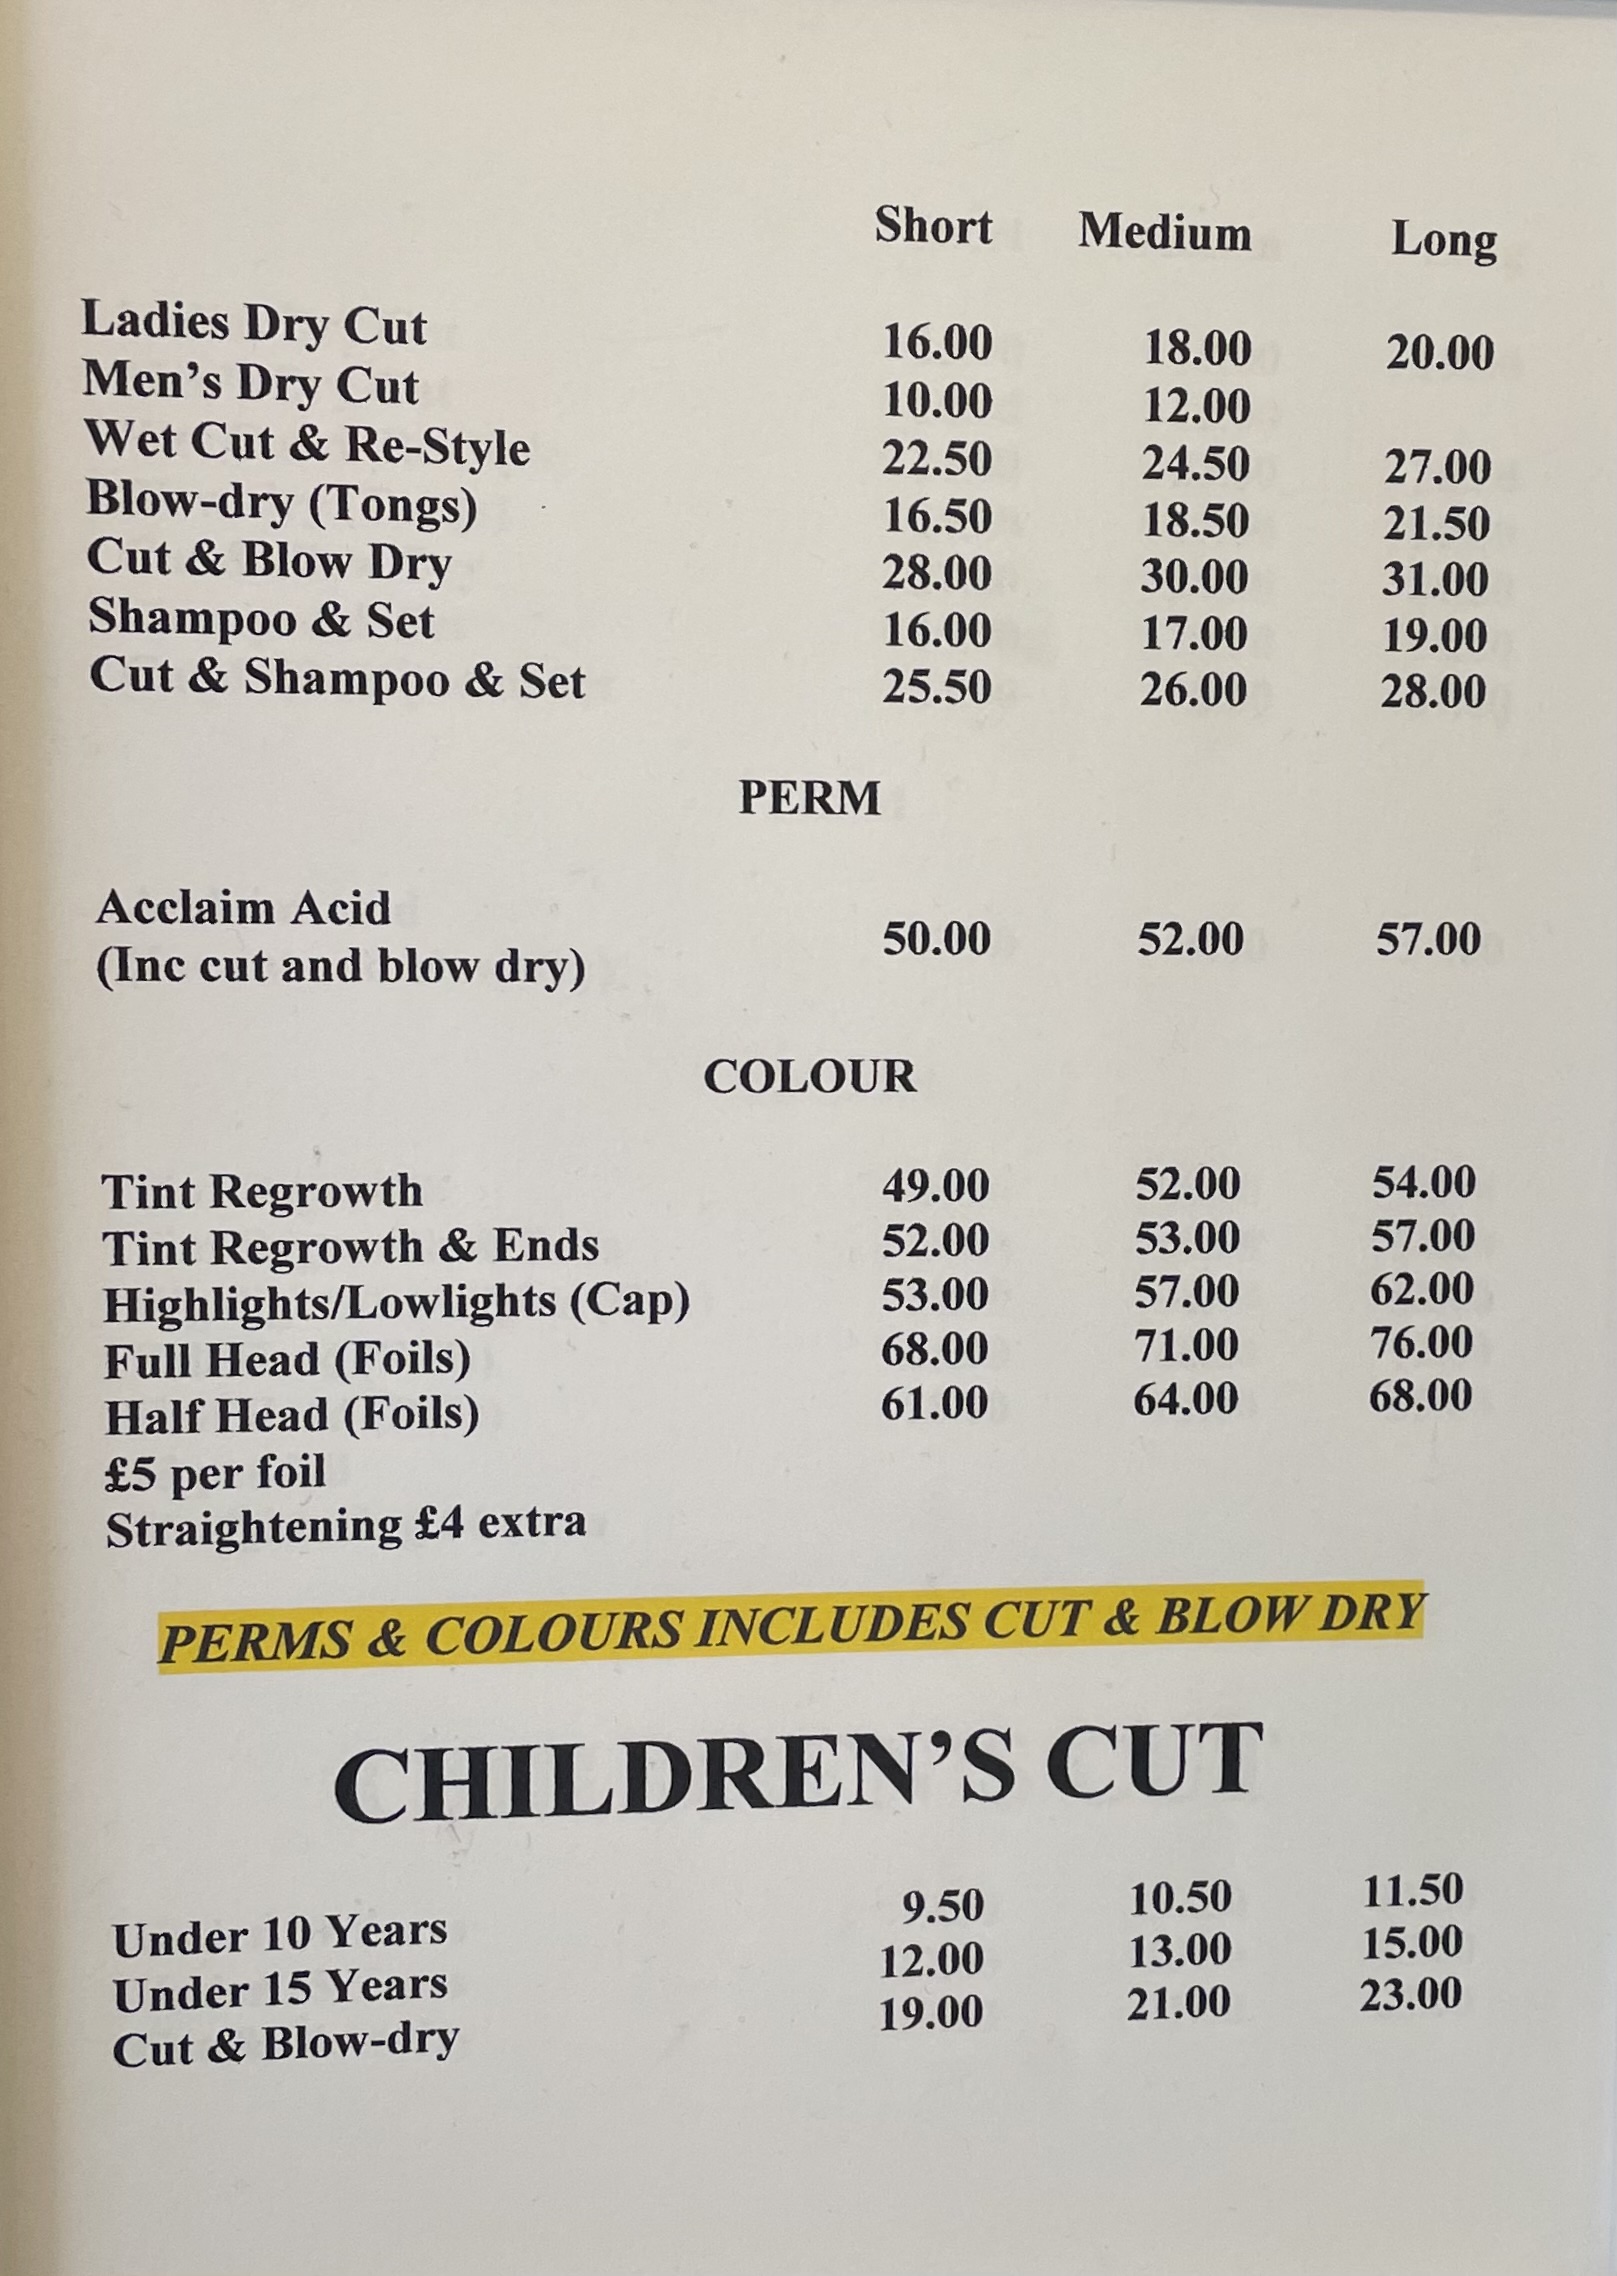 Short Medium Long
Ladies Dry Cut 16.00 18.00 20.00
Men's Dry Cut 10.00 12.00
Wet Cut & Re-Style 22.50 24.50 27.00
Blow-dry (Tongs) 16.50 18.50 21.50
Cut & Blow Dry 28.00 30.00 31.00
Shampoo & Set 16.00 17.00 19.00
Cut & Shampoo & Set 25.50 26.00 28.00
PERM
Acclaim Acid
(Inc cut and blow dry) 50.00 52.00 57.00
COLOUR
Tint Regrowth 49.00 52.00 54.00
Tint Regrowth & Ends 52.00 53.00 57.00
Highlights/Lowlights (Cap) 53.00 57.00 62.00
Full Head (Foils) 68.00 71.00 76.00
Half Head (Foils) 61.00 64.00 68.00
£5 per foil
Straightening £4 extra
PERMS & COLOURS INCLUDES CUT & BLOW DRY
CHILDREN'S CUT
Under 10 Years 9.50 10.50 11.50
Under 15 Years 12.00 13.00 15.00
Cut & Blow-dry 19.00 21.00 23.00